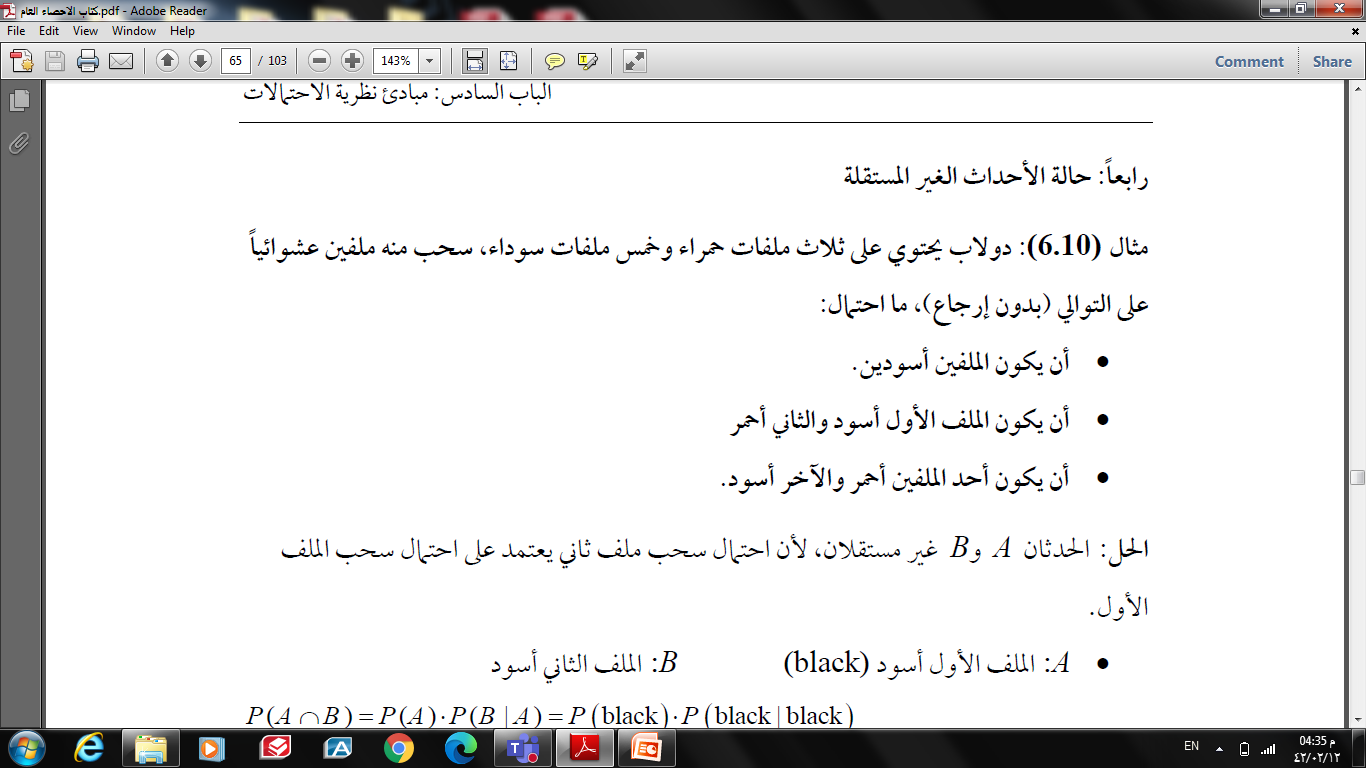 كتاب الاحصاء العام.pdf - Adobe Reader
File Edit View Window Help
65 / 103 143% Comment Share
الباب السادس: مبادئ نظرية الاحتمالات
رابعاً: حالة الأحداث الغير المستقلة
مثال (6.10): دولاب يحتوي على ثلاث ملفات حمراء وخمس ملفات سوداء، سحب منه ملفين عشوائياً
على التوالي (بدون إرجاع)، ما احتمال:
• أن يكون الملفين أسودين.
• أن يكون الملف الأول أسود والثاني أحمر
• أن يكون أحد الملفين أحمر والآخر أسود.
الحل: الحدثان A وB غير مستقلان، لأن احتمال سحب ملف ثاني يعتمد على احتمال سحب الملف
الأول.
• A: الملف الأول أسود (black) B: الملف الثاني أسود
P(A ∩ B) = P(A) · P(B | A) = P(black) · P(black | black)
EN 04:35 م
٤٢/٠٢/١٢